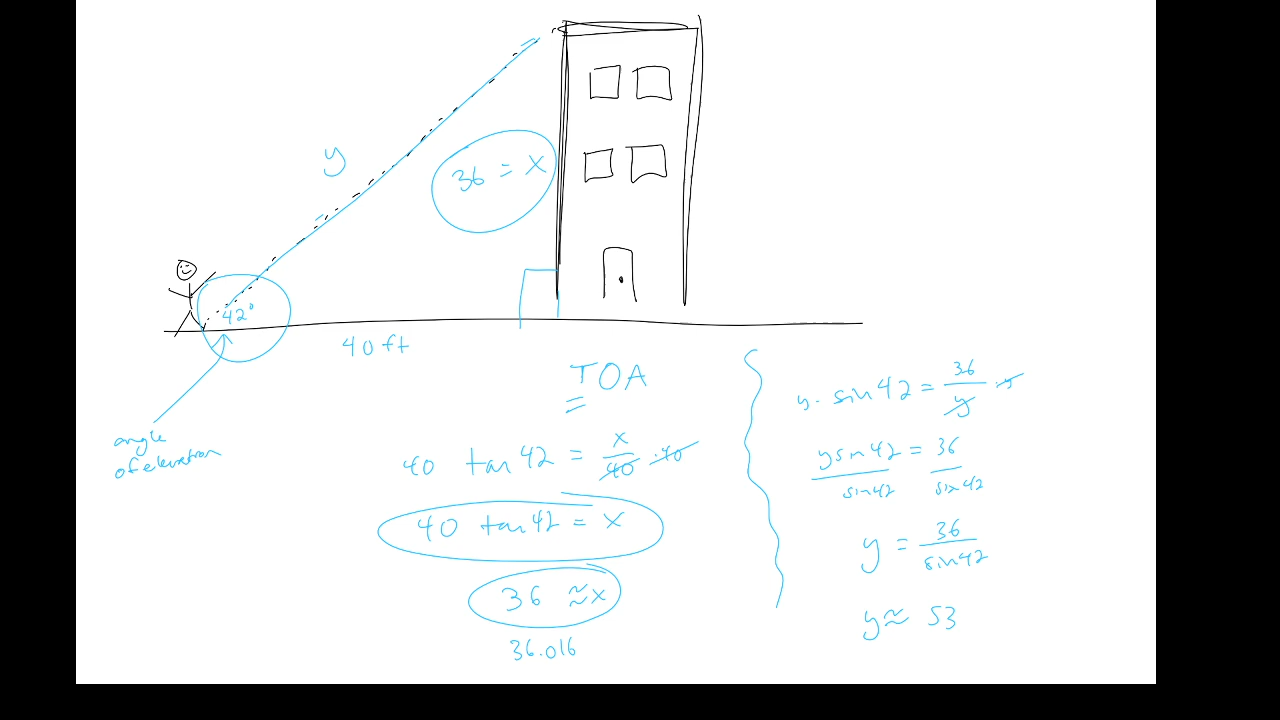 y
36 = x
42°
40 ft
angle
of elevation
TOA
40 tan 42 = x/40 · 40
40 tan 42 = x
36 ≈ x
36.016
y · sin 42 = 36/y · y
y sin 42 = 36
sin 42 sin 42
y = 36/sin 42
y ≈ 53